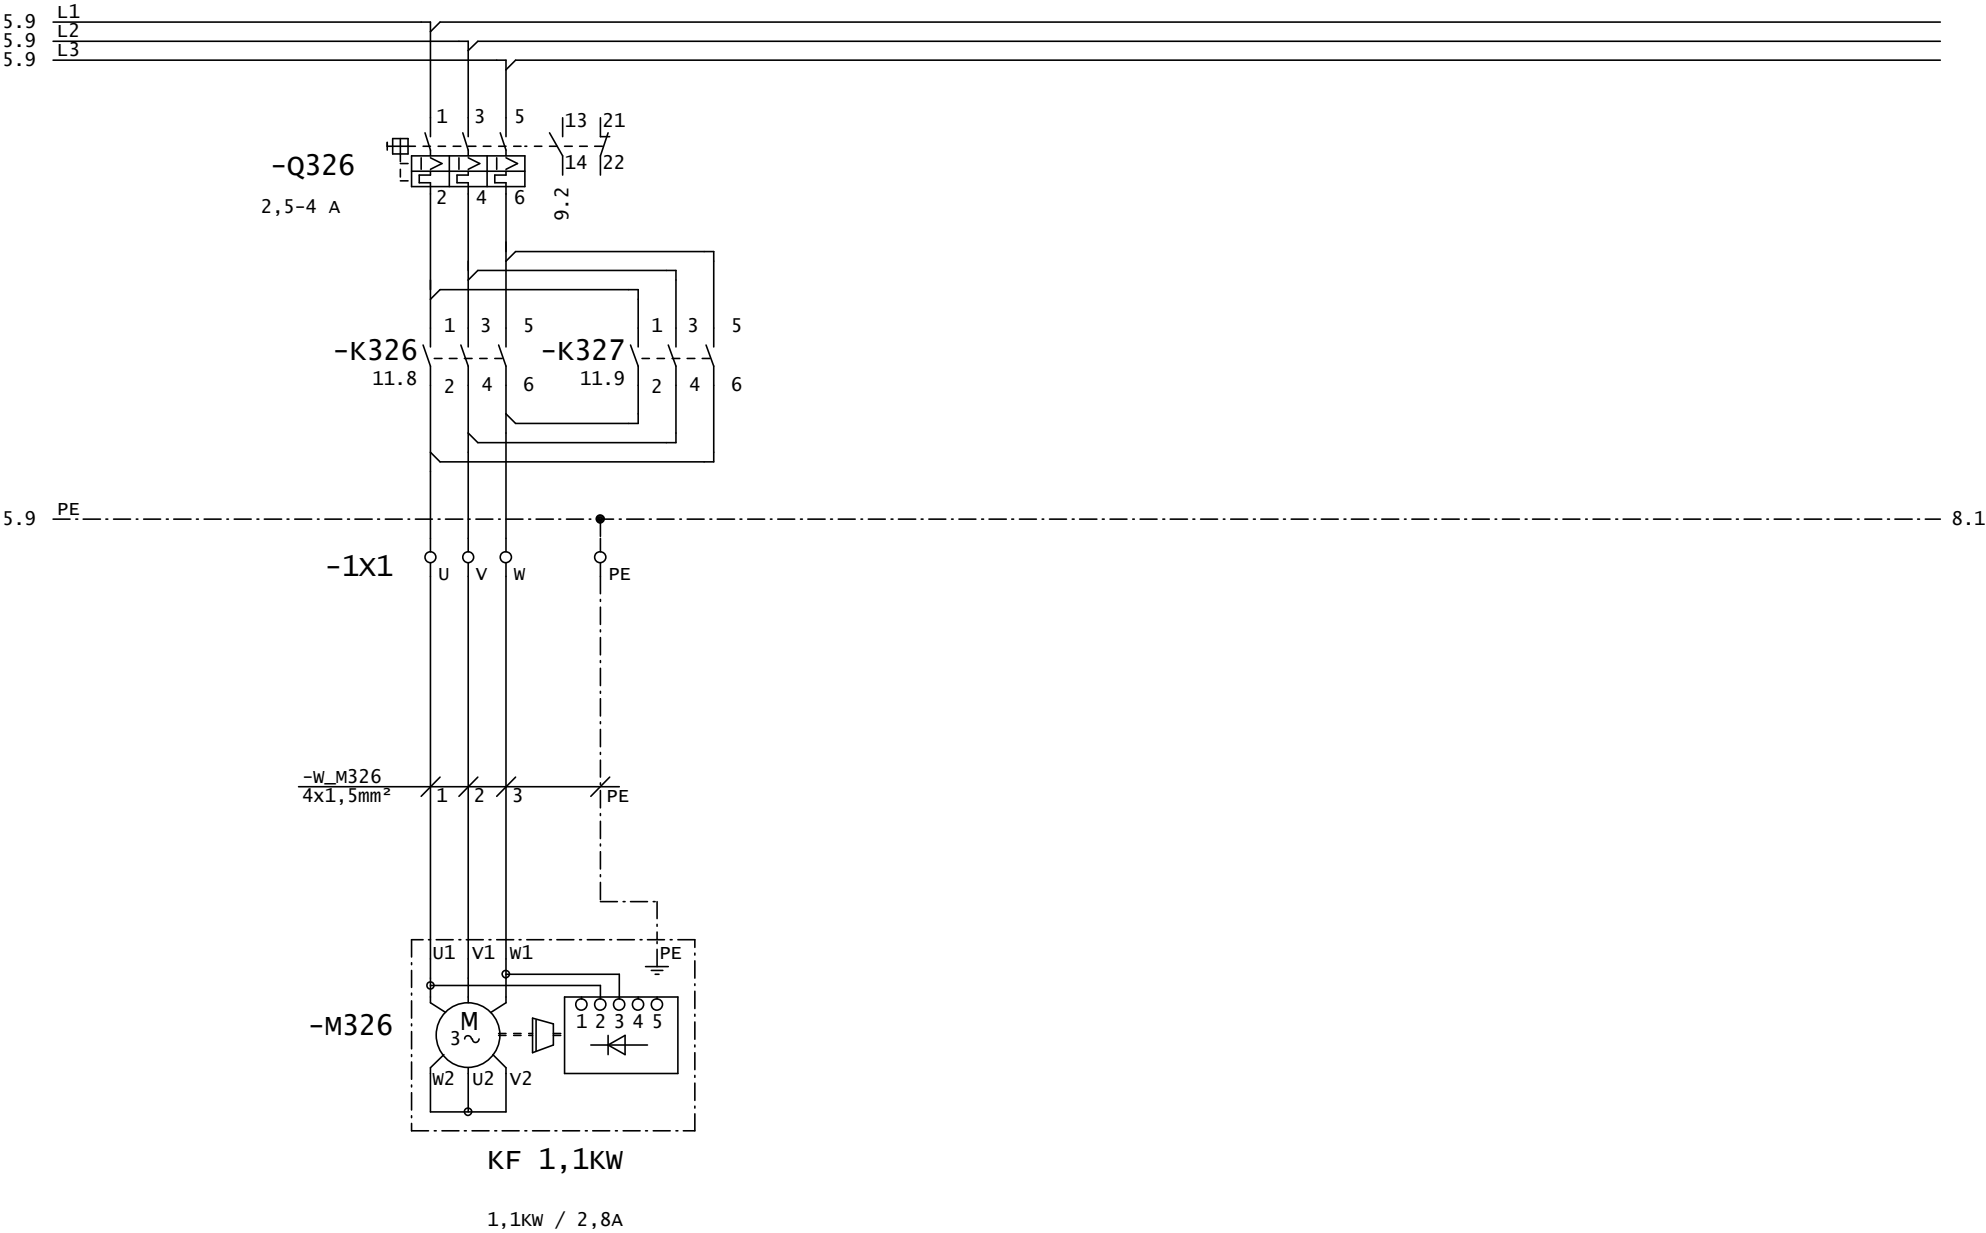 5.9 L1
5.9 L2
5.9 L3
1 3 5 13 21
-Q326
14 22
2 4 6
9.2
2,5-4 A
1 3 5 1 3 5
-K326 -K327
11.8 11.9
2 4 6 2 4 6
5.9 PE 8.1
-1X1 U V W PE
-W_M326
4x1,5mm² 1 2 3 PE
U1 V1 W1 PE
-M326
M
3~
1 2 3 4 5
W2 U2 V2
KF 1,1KW
1,1KW / 2,8A